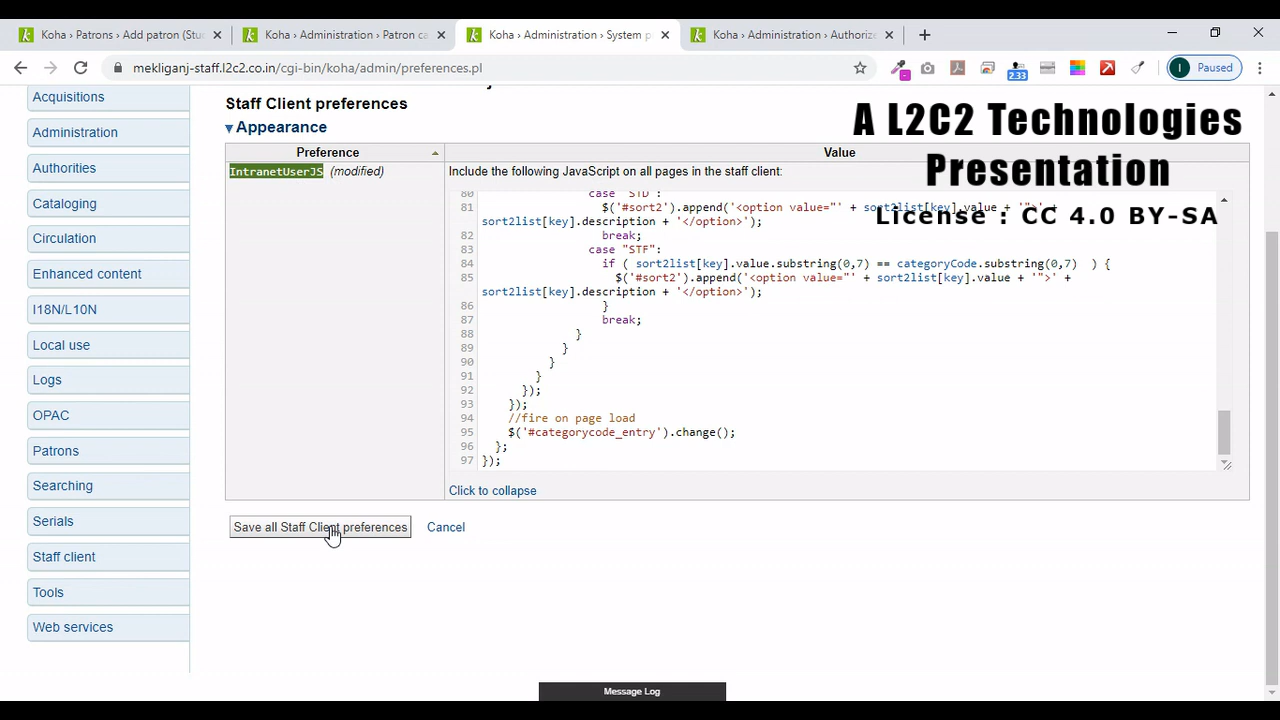 Koha › Patrons › Add patron (Stu
Koha › Administration › Patron ca
Koha › Administration › System p
Koha › Administration › Authorize
mekliganj-staff.l2c2.co.in/cgi-bin/koha/admin/preferences.pl
2.33
I
Paused
Acquisitions
Administration
Authorities
Cataloging
Circulation
Enhanced content
I18N/L10N
Local use
Logs
OPAC
Patrons
Searching
Serials
Staff client
Tools
Web services
Staff Client preferences
Appearance
Preference
Value
IntranetUserJS (modified)
Include the following JavaScript on all pages in the staff client:
80 case "STD":
81 $('#sort2').append('<option value="' + sort2list[key].value + '">' +
sort2list[key].description + '</option>');
82 break;
83 case "STF":
84 if ( sort2list[key].value.substring(0,7) == categoryCode.substring(0,7) ) {
85 $('#sort2').append('<option value="' + sort2list[key].value + '">' +
sort2list[key].description + '</option>');
86 }
87 break;
88 }
89 }
90 }
91 }
92 });
93 });
94 //fire on page load
95 $('#categorycode_entry').change();
96 };
97 });
Click to collapse
Save all Staff Client preferences
Cancel
A L2C2 Technologies
Presentation
License : CC 4.0 BY-SA
Message Log